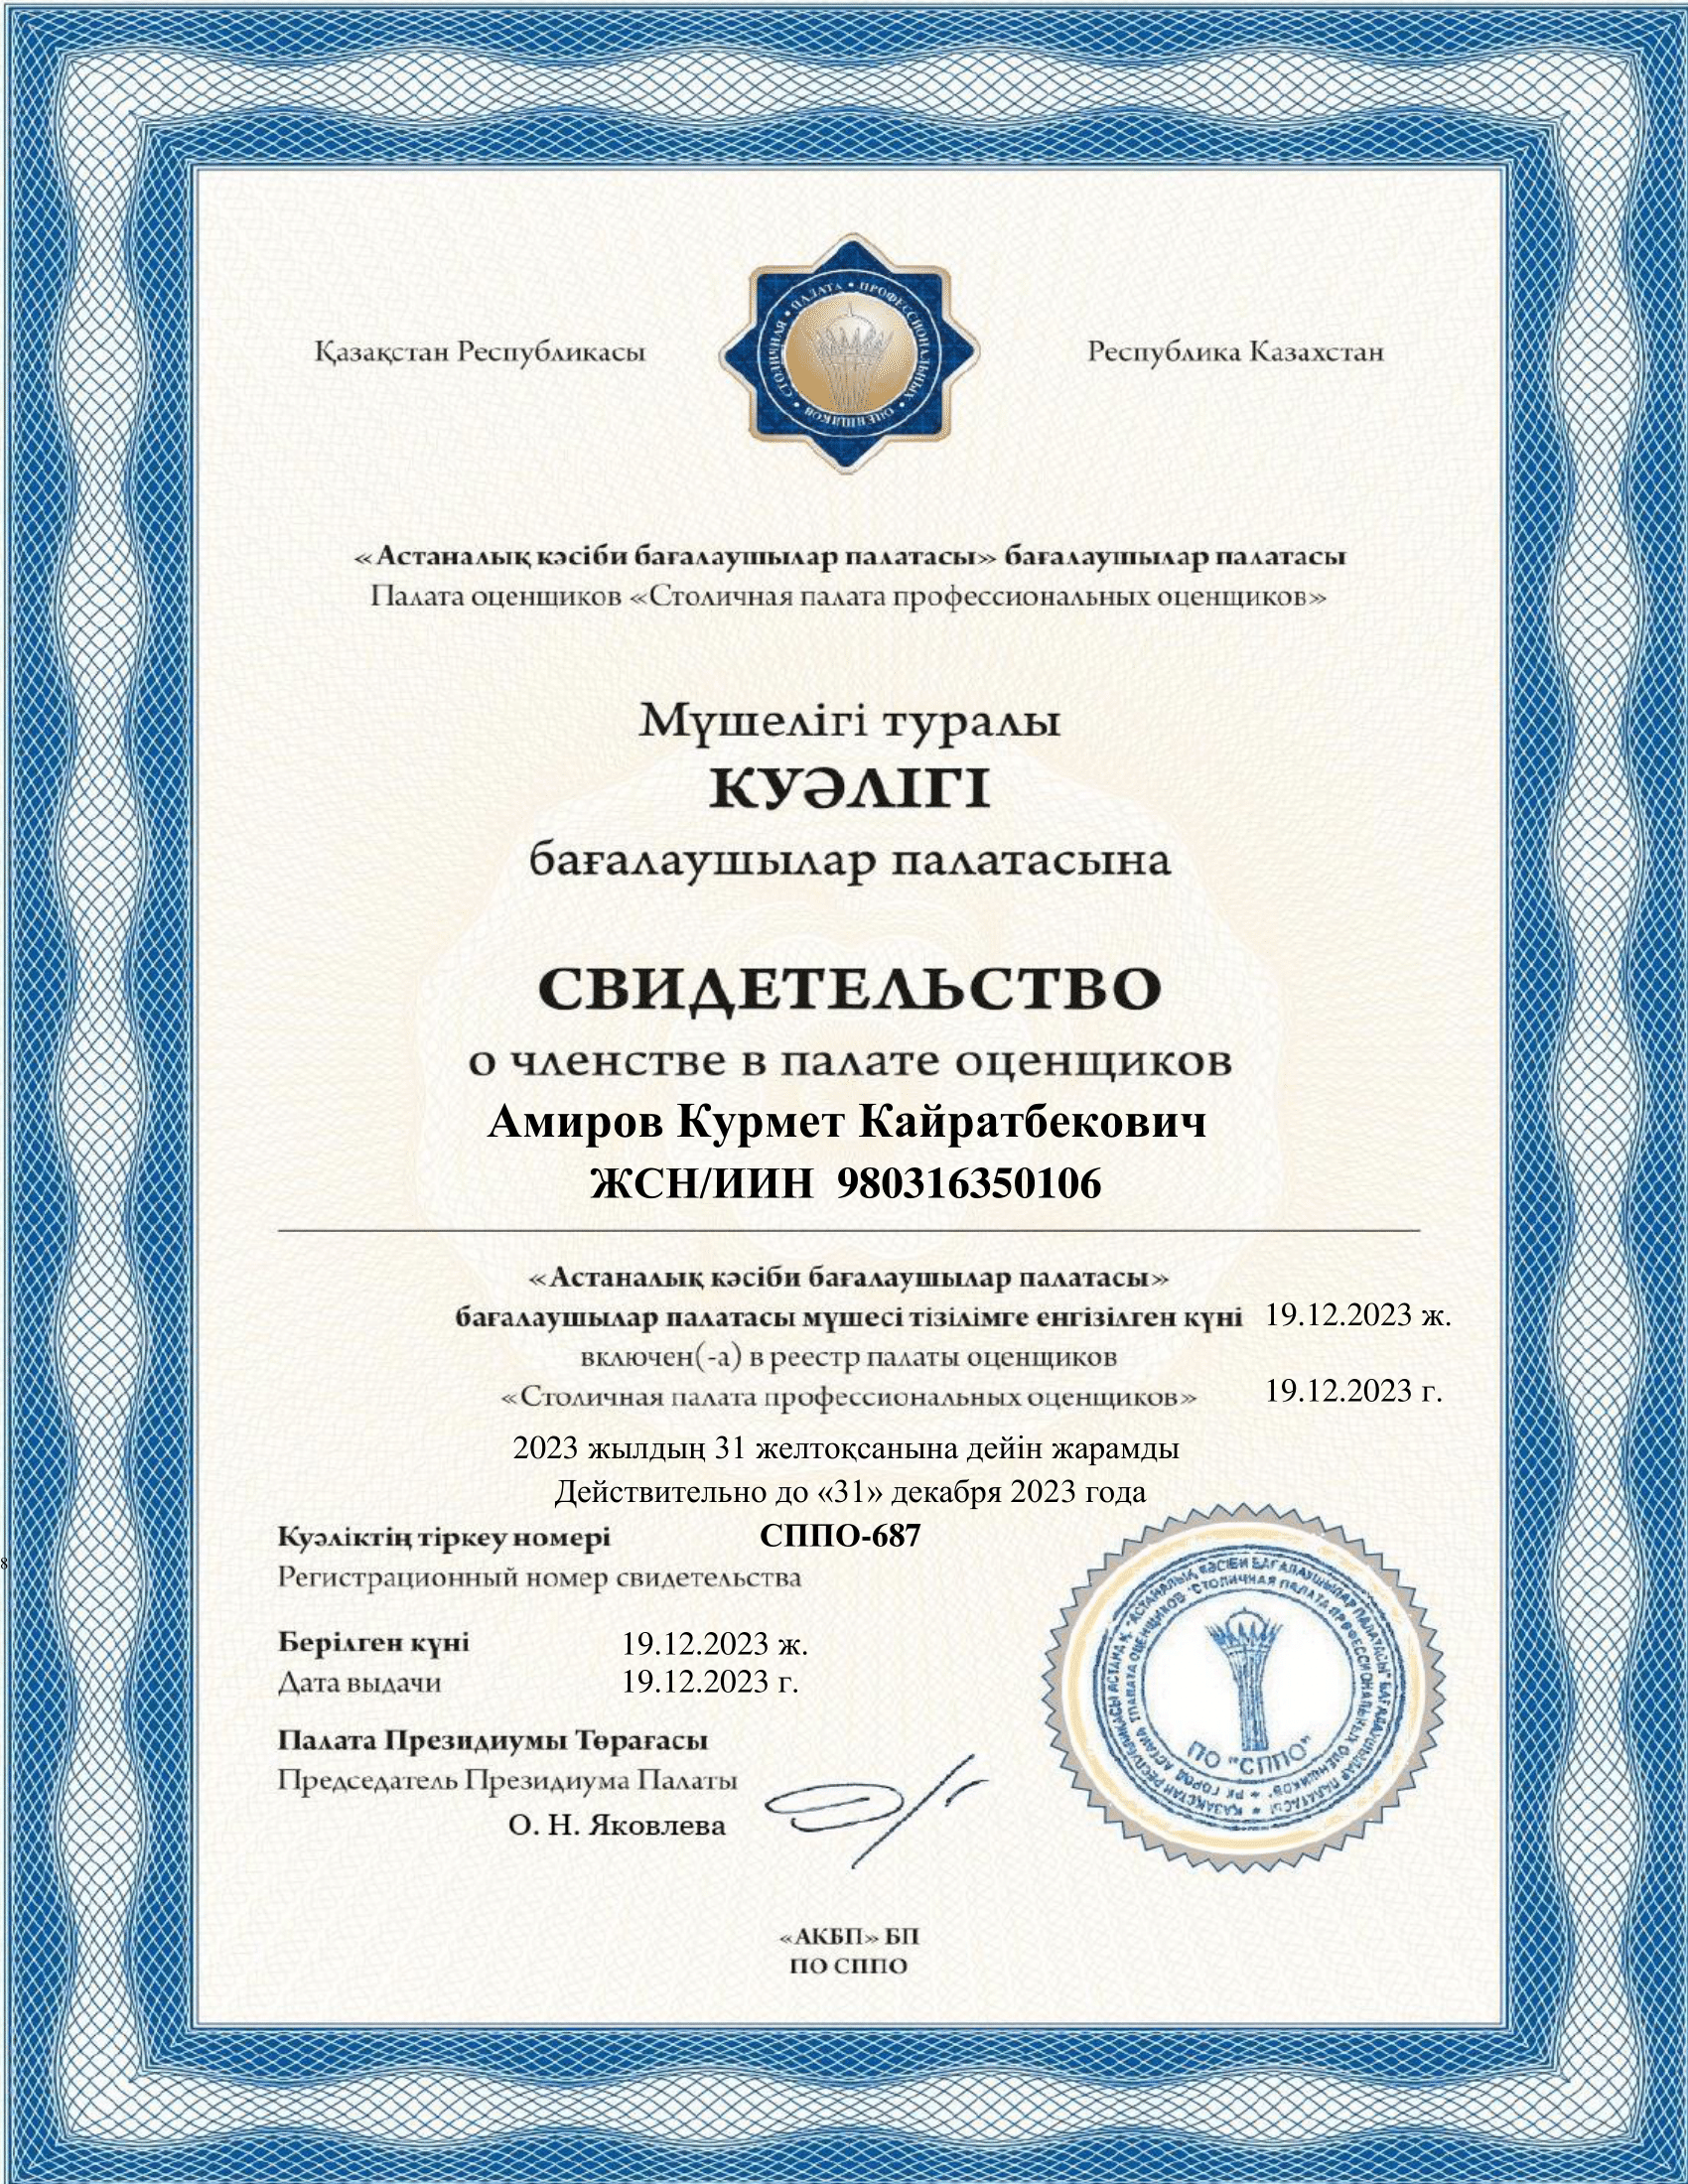 Қазақстан Республикасы
СТОЛИЧНАЯ • ПАЛАТА • ПРОФЕССИОНАЛЬНЫХ • ОЦЕНЩИКОВ •
Республика Казахстан
«Астаналық кәсіби бағалаушылар палатасы» бағалаушылар палатасы
Палата оценщиков «Столичная палата профессиональных оценщиков»
Мүшелігі туралы
КУӘЛІГІ
бағалаушылар палатасына
СВИДЕТЕЛЬСТВО
о членстве в палате оценщиков
Амиров Курмет Кайратбекович
ЖСН/ИИН 980316350106
«Астаналық кәсіби бағалаушылар палатасы»
бағалаушылар палатасы мүшесі тізілімге енгізілген күні 19.12.2023 ж.
включен(-а) в реестр палаты оценщиков
«Столичная палата профессиональных оценщиков» 19.12.2023 г.
2023 жылдың 31 желтоқсанына дейін жарамды
Действительно до «31» декабря 2023 года
Куәліктің тіркеу номері СППО-687
8
Регистрационный номер свидетельства
Берілген күні 19.12.2023 ж.
Дата выдачи 19.12.2023 г.
Палата Президиумы Төрағасы
Председатель Президиума Палаты
О. Н. Яковлева
ҚАЗАҚСТАН РЕСПУБЛИКАСЫ АСТАНА Қ. "АСТАНАЛЫҚ КӘСІБИ БАҒАЛАУШЫЛАР ПАЛАТАСЫ" БАҒАЛАУШЫЛАР ПАЛАТАСЫ
РК ГОРОД АСТАНА ПАЛАТА ОЦЕНЩИКОВ "СТОЛИЧНАЯ ПАЛАТА ПРОФЕССИОНАЛЬНЫХ ОЦЕНЩИКОВ"
ПО "СППО"
«АКБП» БП
ПО СППО